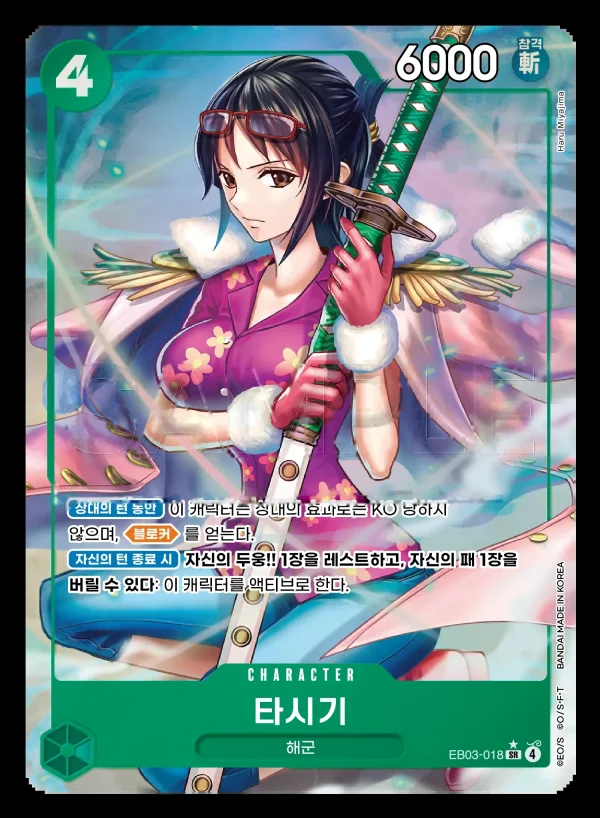 4
6000
참격
斬
Haru Miyajima
SAMPLE
상대의 턴 동안 이 캐릭터는 상대의 효과로는 KO 당하지
않으며, 블로커 를 얻는다.
자신의 턴 종료 시 자신의 두웅!! 1장을 레스트하고, 자신의 패 1장을
버릴 수 있다: 이 캐릭터를 액티브로 한다.
CHARACTER
타시기
해군
EB03-018 SR 4
©EO/S ©O/S·F·T BANDAI MADE IN KOREA